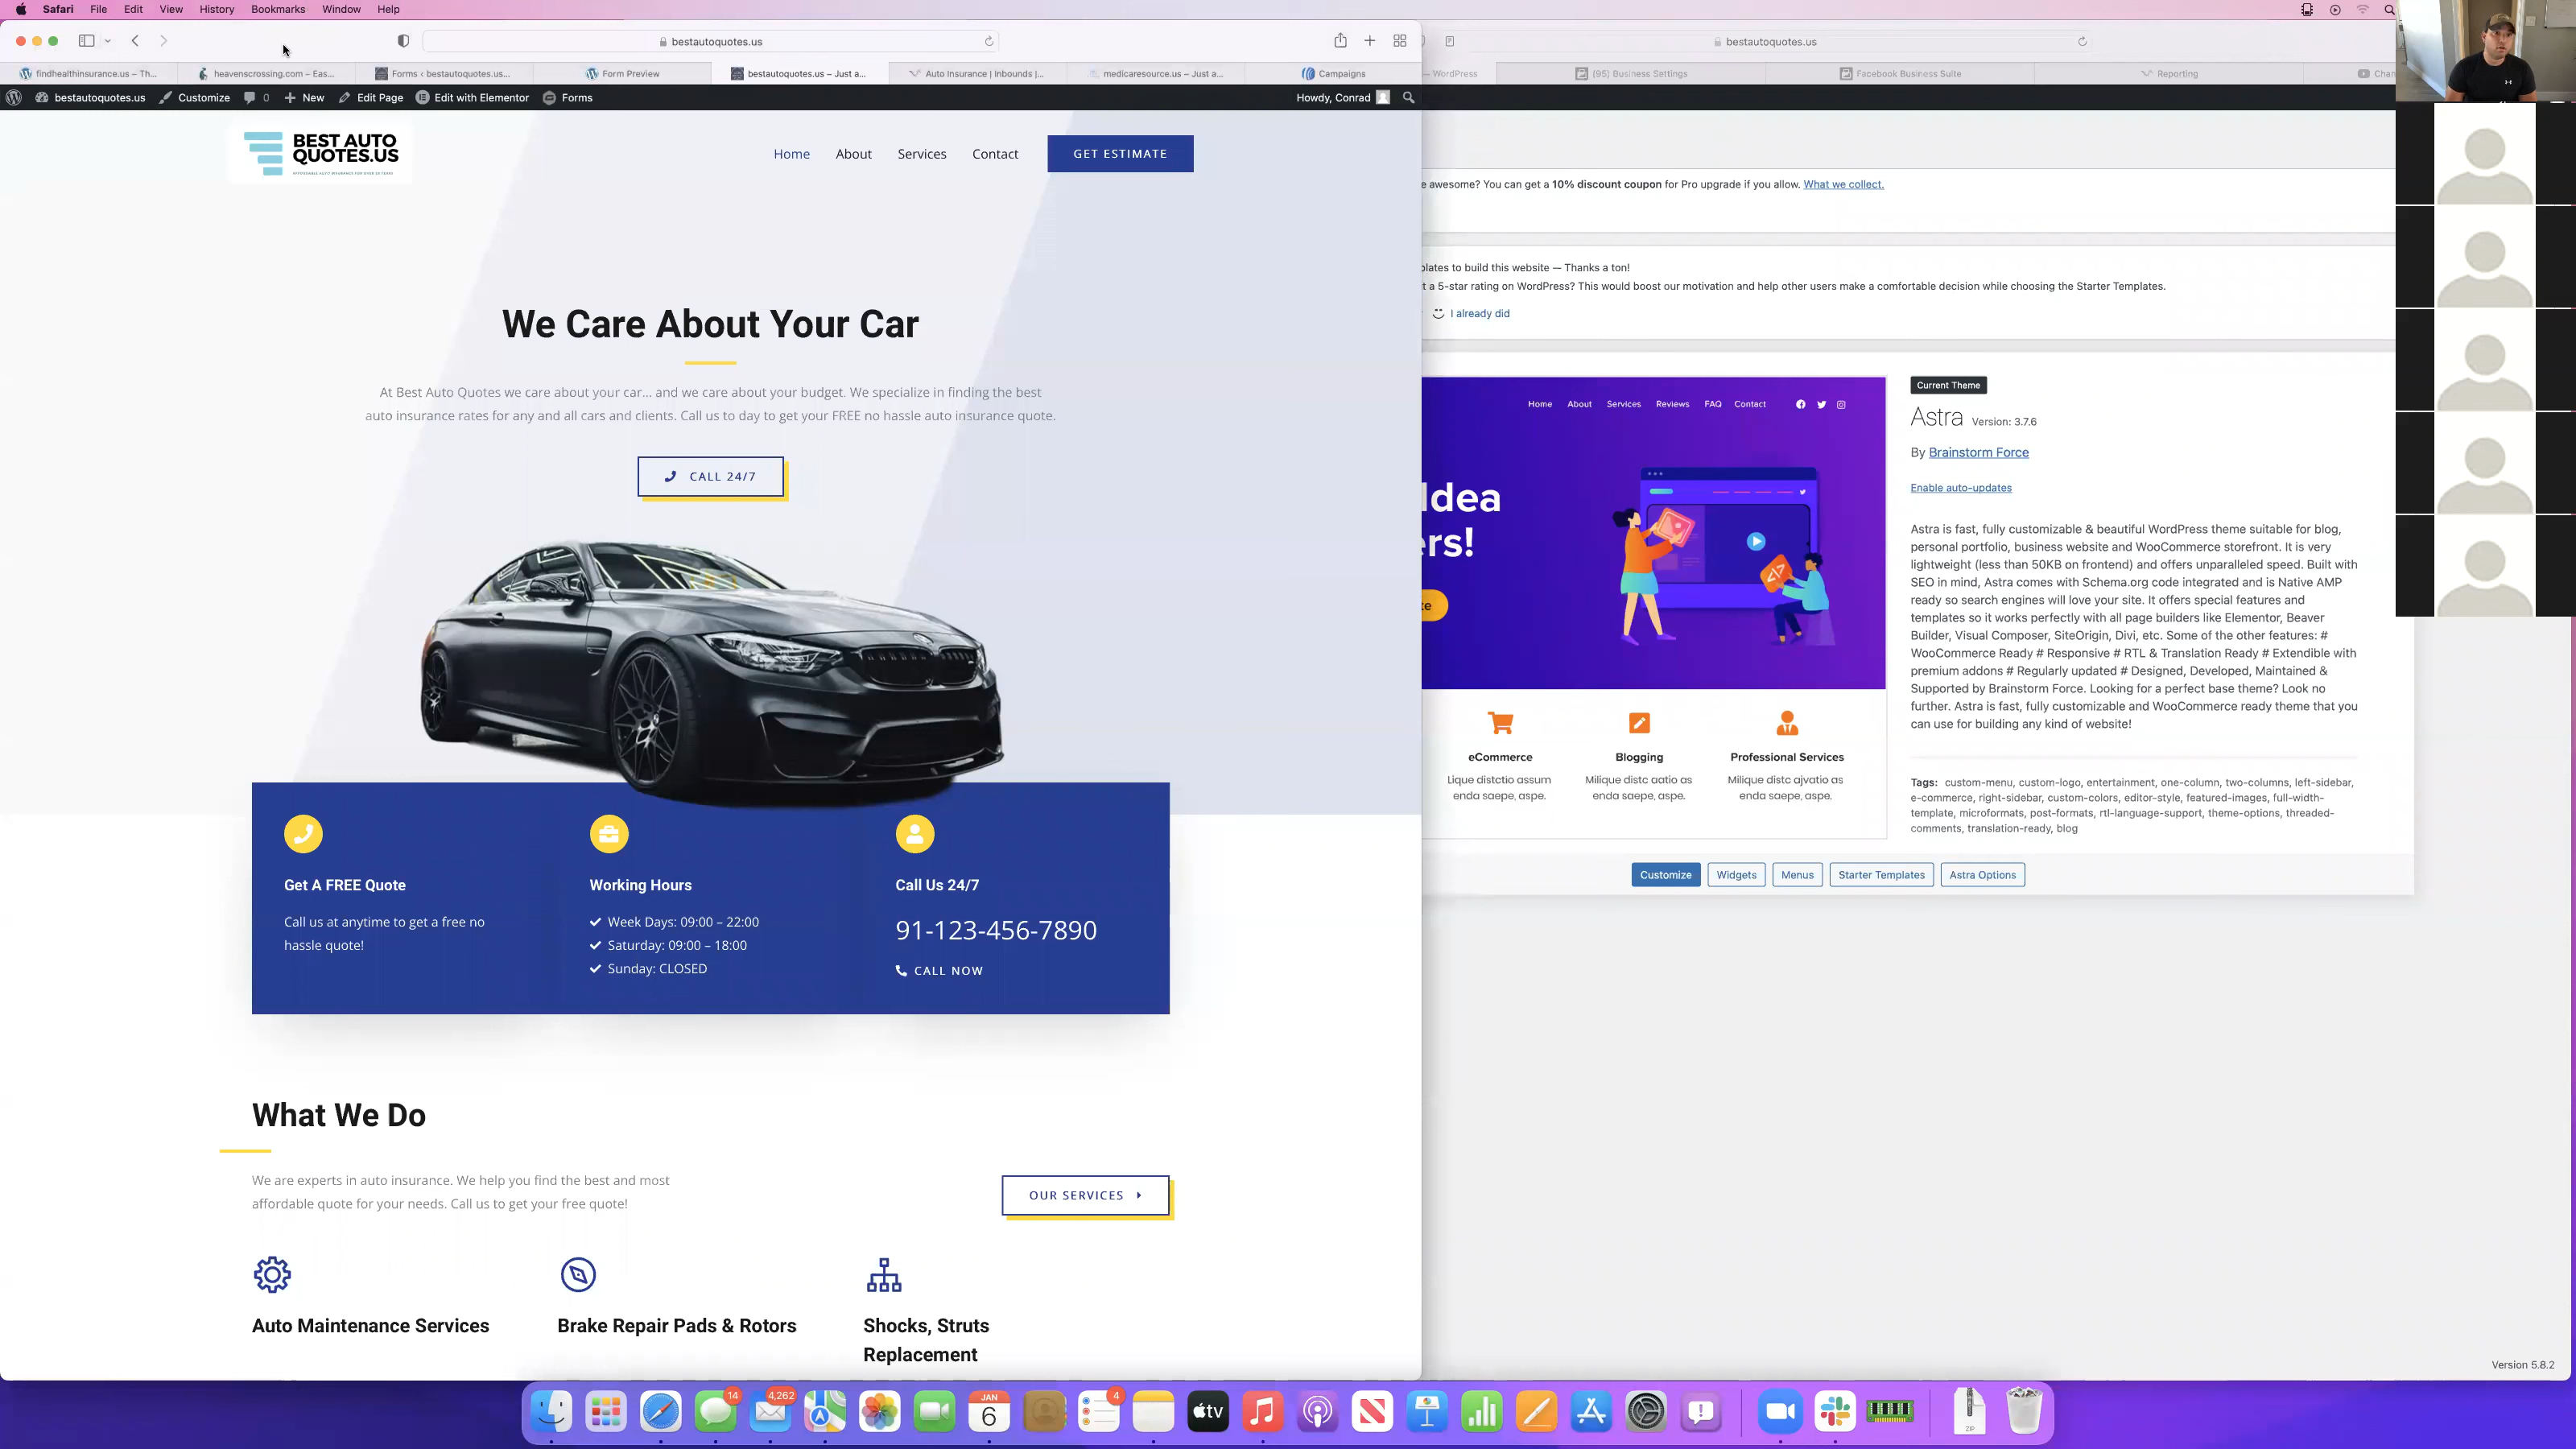 Safari File Edit View History Bookmarks Window Help
bestautoquotes.us
findhealthinsurance.us – Th...
heavenscrossing.com – Eas...
Forms ‹ bestautoquotes.us...
Form Preview
bestautoquotes.us – Just a...
Auto Insurance | Inbounds |...
medicaresource.us – Just a...
Campaigns
bestautoquotes.us Customize 0 New Edit Page Edit with Elementor Forms
Howdy, Conrad
BEST AUTO
QUOTES.US
Home About Services Contact GET ESTIMATE
We Care About Your Car
At Best Auto Quotes we care about your car... and we care about your budget. We specialize in finding the best
auto insurance rates for any and all cars and clients. Call us to day to get your FREE no hassle auto insurance quote.
CALL 24/7
Get A FREE Quote
Call us at anytime to get a free no
hassle quote!
Working Hours
Week Days: 09:00 – 22:00
Saturday: 09:00 – 18:00
Sunday: CLOSED
Call Us 24/7
91-123-456-7890
CALL NOW
What We Do
We are experts in auto insurance. We help you find the best and most
affordable quote for your needs. Call us to get your free quote!
OUR SERVICES
Auto Maintenance Services
Brake Repair Pads & Rotors
Shocks, Struts
Replacement
bestautoquotes.us
— WordPress
(95) Business Settings
Facebook Business Suite
Reporting
Chan
e awesome? You can get a 10% discount coupon for Pro upgrade if you allow. What we collect.
plates to build this website — Thanks a ton!
t a 5-star rating on WordPress? This would boost our motivation and help other users make a comfortable decision while choosing the Starter Templates.
I already did
Home About Services Reviews FAQ Contact
Idea
ers!
te
eCommerce
Lique distctio assum
enda saepe, aspe.
Blogging
Milique distc aatio as
enda saepe, aspe.
Professional Services
Milique distc ajvatio as
enda saepe, aspe.
Current Theme
Astra Version: 3.7.6
By Brainstorm Force
Enable auto-updates
Astra is fast, fully customizable & beautiful WordPress theme suitable for blog,
personal portfolio, business website and WooCommerce storefront. It is very
lightweight (less than 50KB on frontend) and offers unparalleled speed. Built with
SEO in mind, Astra comes with Schema.org code integrated and is Native AMP
ready so search engines will love your site. It offers special features and
templates so it works perfectly with all page builders like Elementor, Beaver
Builder, Visual Composer, SiteOrigin, Divi, etc. Some of the other features: #
WooCommerce Ready # Responsive # RTL & Translation Ready # Extendible with
premium addons # Regularly updated # Designed, Developed, Maintained &
Supported by Brainstorm Force. Looking for a perfect base theme? Look no
further. Astra is fast, fully customizable and WooCommerce ready theme that you
can use for building any kind of website!
Tags: custom-menu, custom-logo, entertainment, one-column, two-columns, left-sidebar,
e-commerce, right-sidebar, custom-colors, editor-style, featured-images, full-width-
template, microformats, post-formats, rtl-language-support, theme-options, threaded-
comments, translation-ready, blog
Customize Widgets Menus Starter Templates Astra Options
Version 5.8.2
14
4,262
JAN
6
4
tv
ZIP